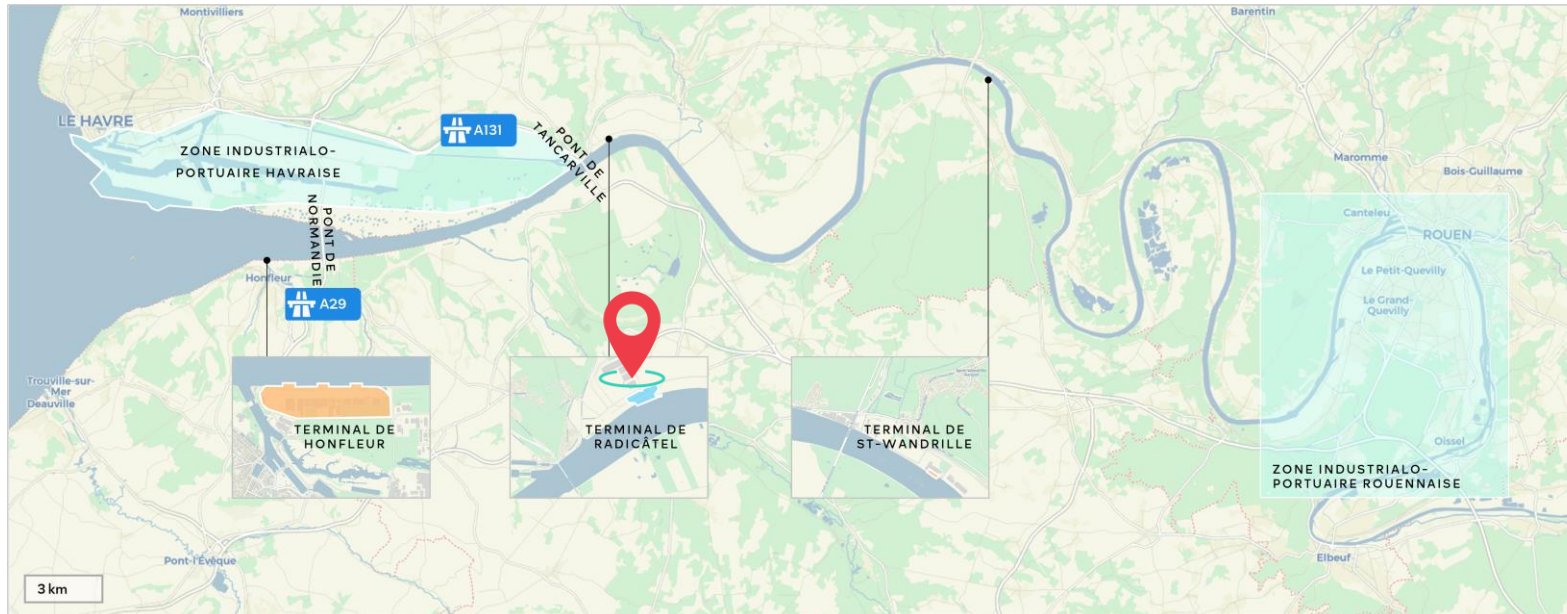 Montivilliers
Barentin
LE HAVRE
A131
PONT DE
TANCARVILLE
ZONE INDUSTRIALO-
PORTUAIRE HAVRAISE
Maromme
Bois-Guillaume
PONT DE
NORMANDIE
Canteleu
ROUEN
Honfleur
Le Petit-Quevilly
A29
Le Grand-
Quevilly
Trouville-sur-
Mer
Deauville
TERMINAL DE
HONFLEUR
TERMINAL DE
RADICÂTEL
TERMINAL DE
ST-WANDRILLE
Oissel
ZONE INDUSTRIALO-
PORTUAIRE ROUENNAISE
Pont-l'Évêque
Elbeuf
3 km